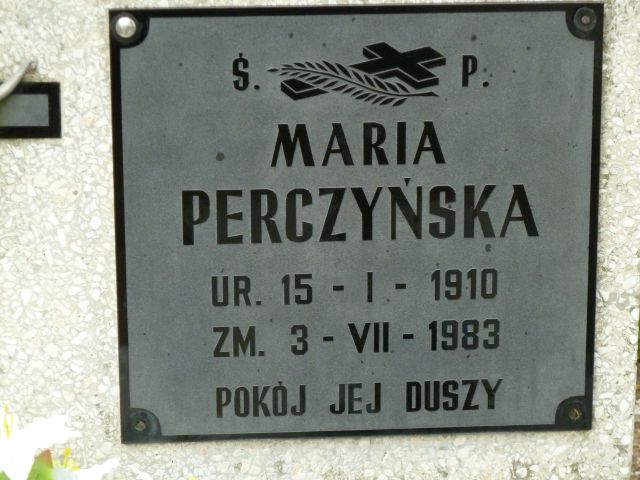 Ś. P.
MARIA
PERCZYŃSKA
UR. 15 - I - 1910
ZM. 3 - VII - 1983
POKÓJ JEJ DUSZY